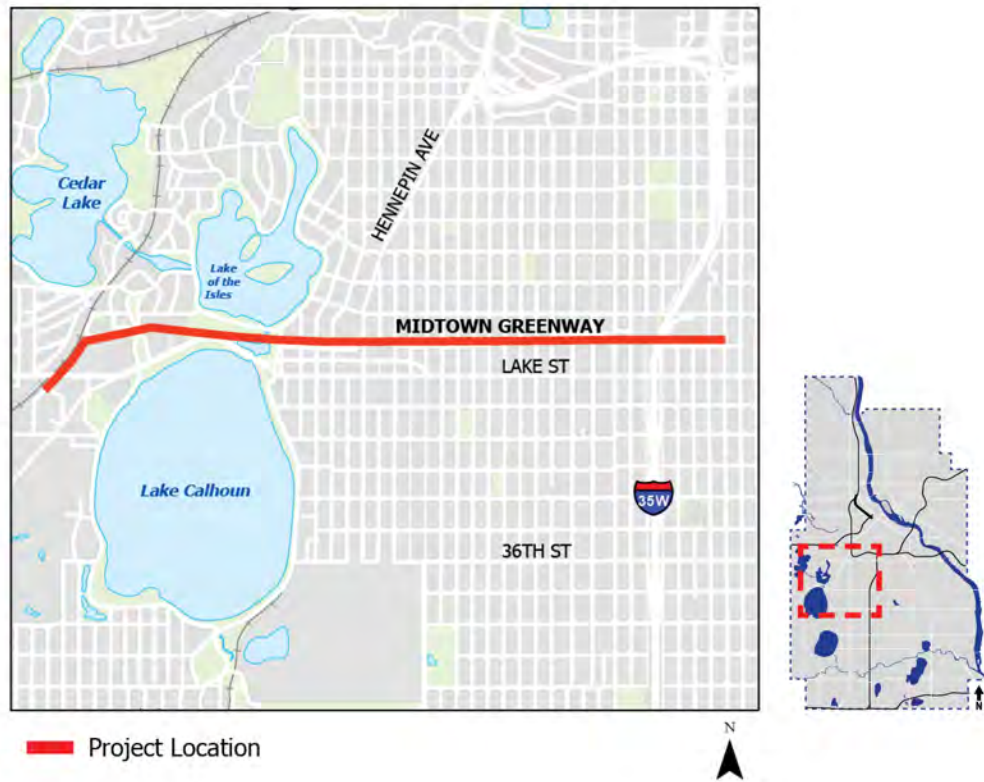 HENNEPIN AVE
Cedar
Lake
Lake
of the
Isles
MIDTOWN GREENWAY
LAKE ST
Lake Calhoun
35W
36TH ST
N
Project Location
N